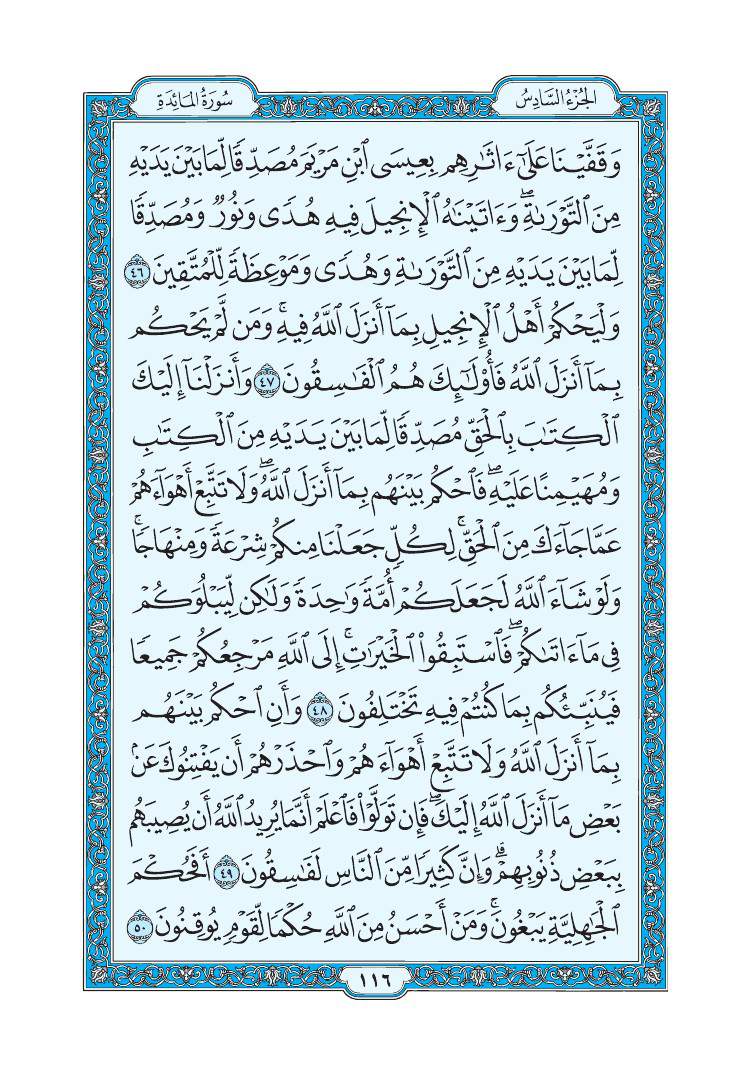 الجُزْءُ السَّادِسُ
سُورَةُ المَائِدَةِ
وَقَفَّيْنَا عَلَىٰٓ ءَاثَٰرِهِم بِعِيسَى ٱبْنِ مَرْيَمَ مُصَدِّقًا لِّمَا بَيْنَ يَدَيْهِ
مِنَ ٱلتَّوْرَىٰةِۖ وَءَاتَيْنَٰهُ ٱلْإِنجِيلَ فِيهِ هُدًى وَنُورٌ وَمُصَدِّقًا
لِّمَا بَيْنَ يَدَيْهِ مِنَ ٱلتَّوْرَىٰةِ وَهُدًى وَمَوْعِظَةً لِّلْمُتَّقِينَ ٤٦
وَلْيَحْكُمْ أَهْلُ ٱلْإِنجِيلِ بِمَآ أَنزَلَ ٱللَّهُ فِيهِۚ وَمَن لَّمْ يَحْكُم
بِمَآ أَنزَلَ ٱللَّهُ فَأُو۟لَٰٓئِكَ هُمُ ٱلْفَٰسِقُونَ ٤٧ وَأَنزَلْنَآ إِلَيْكَ
ٱلْكِتَٰبَ بِٱلْحَقِّ مُصَدِّقًا لِّمَا بَيْنَ يَدَيْهِ مِنَ ٱلْكِتَٰبِ
وَمُهَيْمِنًا عَلَيْهِۖ فَٱحْكُم بَيْنَهُم بِمَآ أَنزَلَ ٱللَّهُۖ وَلَا تَتَّبِعْ أَهْوَآءَهُمْ
عَمَّا جَآءَكَ مِنَ ٱلْحَقِّۚ لِكُلٍّ جَعَلْنَا مِنكُمْ شِرْعَةً وَمِنْهَاجًاۚ
وَلَوْ شَآءَ ٱللَّهُ لَجَعَلَكُمْ أُمَّةً وَٰحِدَةً وَلَٰكِن لِّيَبْلُوَكُمْ
فِى مَآ ءَاتَىٰكُمْۖ فَٱسْتَبِقُوا۟ ٱلْخَيْرَٰتِۚ إِلَى ٱللَّهِ مَرْجِعُكُمْ جَمِيعًا
فَيُنَبِّئُكُم بِمَا كُنتُمْ فِيهِ تَخْتَلِفُونَ ٤٨ وَأَنِ ٱحْكُم بَيْنَهُم
بِمَآ أَنزَلَ ٱللَّهُ وَلَا تَتَّبِعْ أَهْوَآءَهُمْ وَٱحْذَرْهُمْ أَن يَفْتِنُوكَ عَنۢ
بَعْضِ مَآ أَنزَلَ ٱللَّهُ إِلَيْكَۖ فَإِن تَوَلَّوْا۟ فَٱعْلَمْ أَنَّمَا يُرِيدُ ٱللَّهُ أَن يُصِيبَهُم
بِبَعْضِ ذُنُوبِهِمْۗ وَإِنَّ كَثِيرًا مِّنَ ٱلنَّاسِ لَفَٰسِقُونَ ٤٩ أَفَحُكْمَ
ٱلْجَٰهِلِيَّةِ يَبْغُونَۚ وَمَنْ أَحْسَنُ مِنَ ٱللَّهِ حُكْمًا لِّقَوْمٍ يُوقِنُونَ ٥٠
١١٦